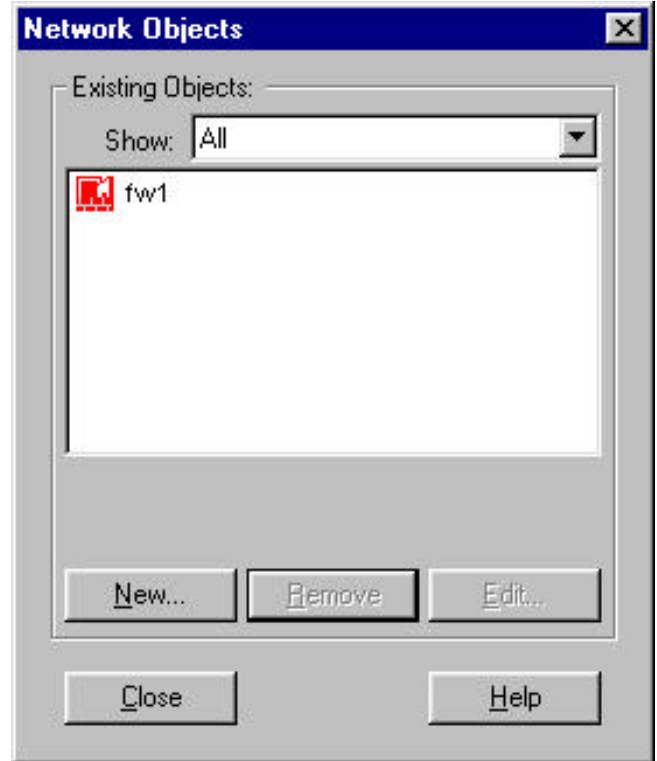 Network Objects
Existing Objects:
Show: All
fw1
New... Remove Edit...
Close Help